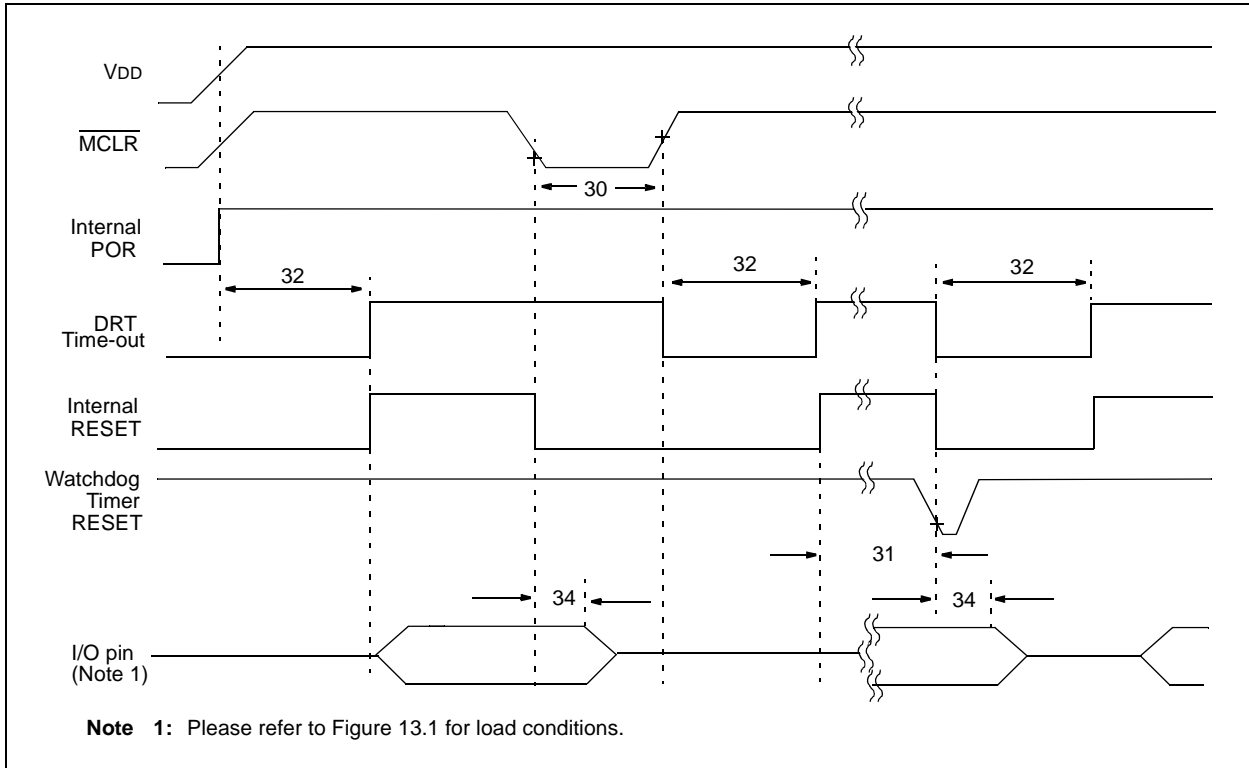 VDD
MCLR
30
Internal
POR
32
32
32
DRT
Time-out
Internal
RESET
Watchdog
Timer
RESET
31
34
34
I/O pin
(Note 1)
Note 1: Please refer to Figure 13.1 for load conditions.